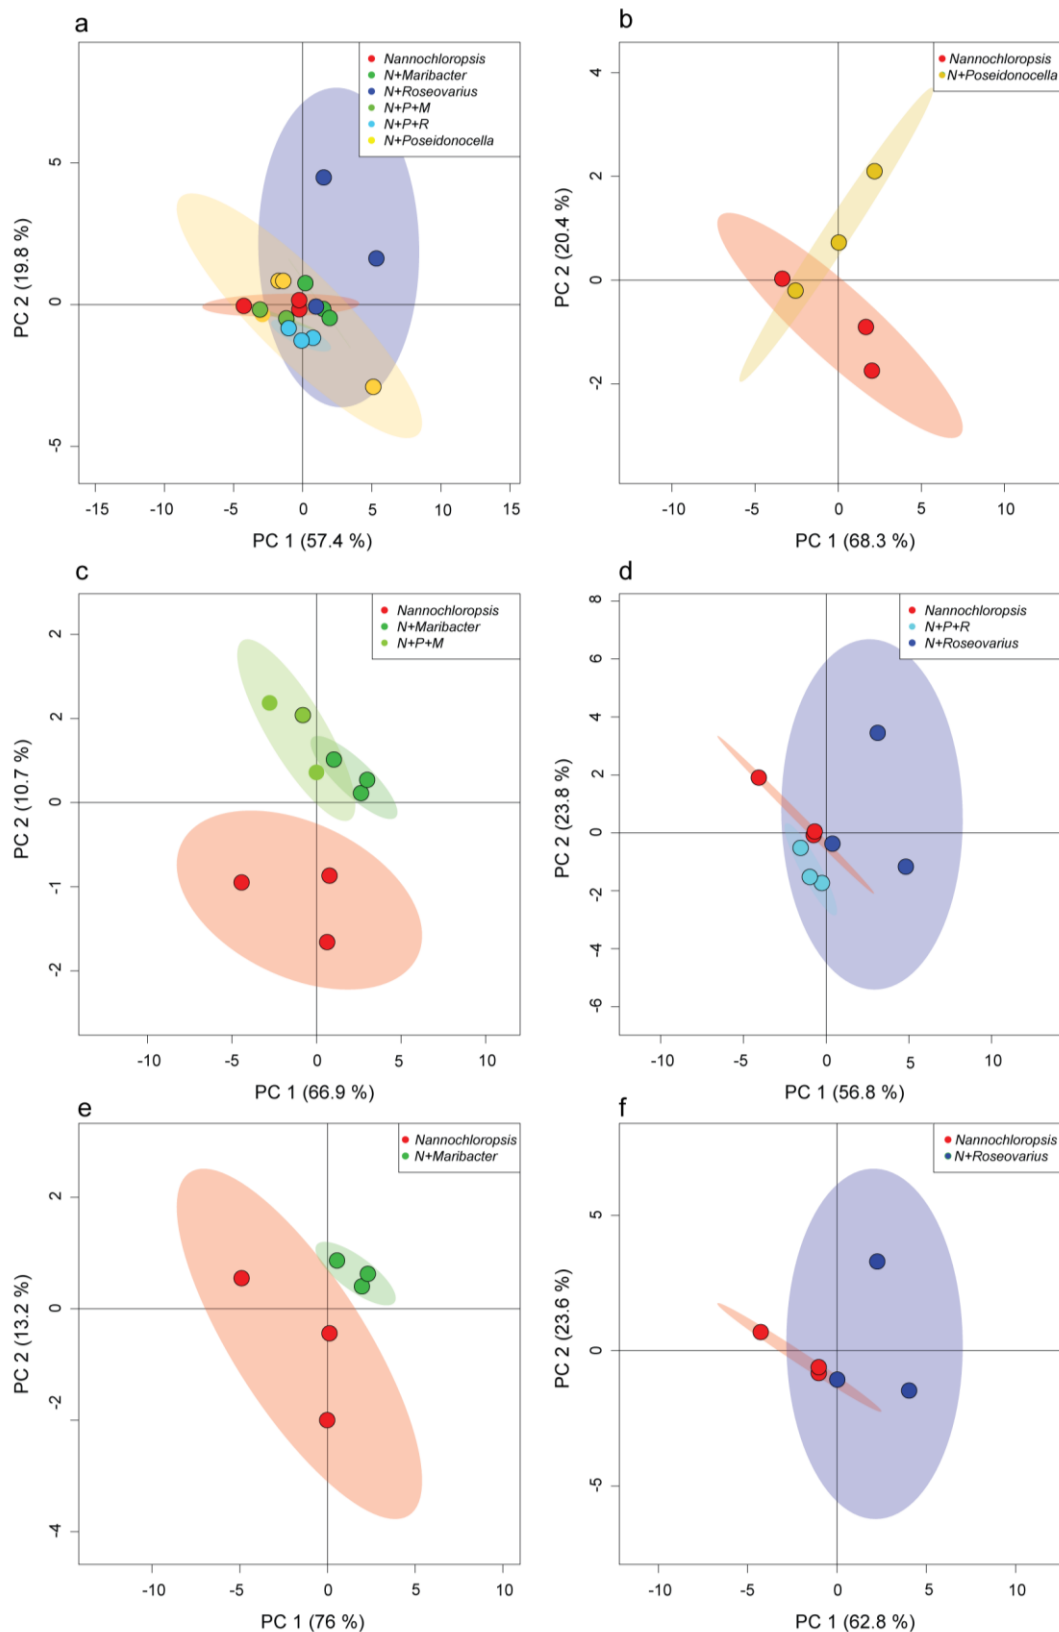 a
Nannochloropsis
N+Maribacter
N+Roseovarius
N+P+M
N+P+R
N+Poseidonocella
5
0
-5
PC 2 (19.8 %)
-15 -10 -5 0 5 10 15
PC 1 (57.4 %)
b
Nannochloropsis
N+Poseidonocella
4
2
0
-2
PC 2 (20.4 %)
-10 -5 0 5 10
PC 1 (68.3 %)
c
Nannochloropsis
N+Maribacter
N+P+M
2
2
0
-1
-2
PC 2 (10.7 %)
-10 -5 0 5 10
PC 1 (66.9 %)
d
Nannochloropsis
N+P+R
N+Roseovarius
8
6
4
2
0
-2
-4
-6
PC 2 (23.8 %)
-10 -5 0 5 10
PC 1 (56.8 %)
e
Nannochloropsis
N+Maribacter
2
0
-2
-4
PC 2 (13.2 %)
-10 -5 0 5 10
PC 1 (76 %)
f
Nannochloropsis
N+Roseovarius
5
0
-5
PC 2 (23.6 %)
-10 -5 0 5 10
PC 1 (62.8 %)